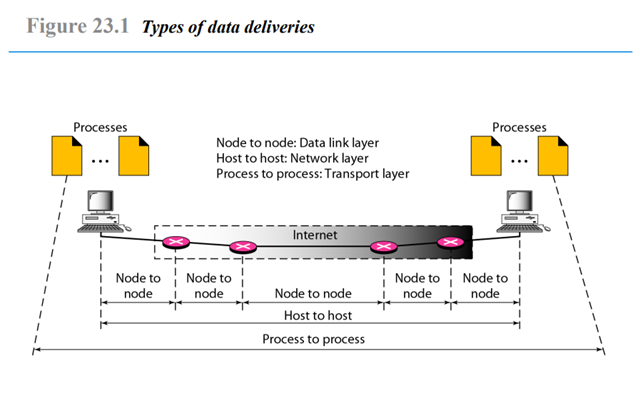 Figure 23.1 Types of data deliveries
Processes
Processes
...
...
Node to node: Data link layer
Host to host: Network layer
Process to process: Transport layer
Internet
Node to
node
Node to
node
Node to node
Node to
node
Node to
node
Host to host
Process to process